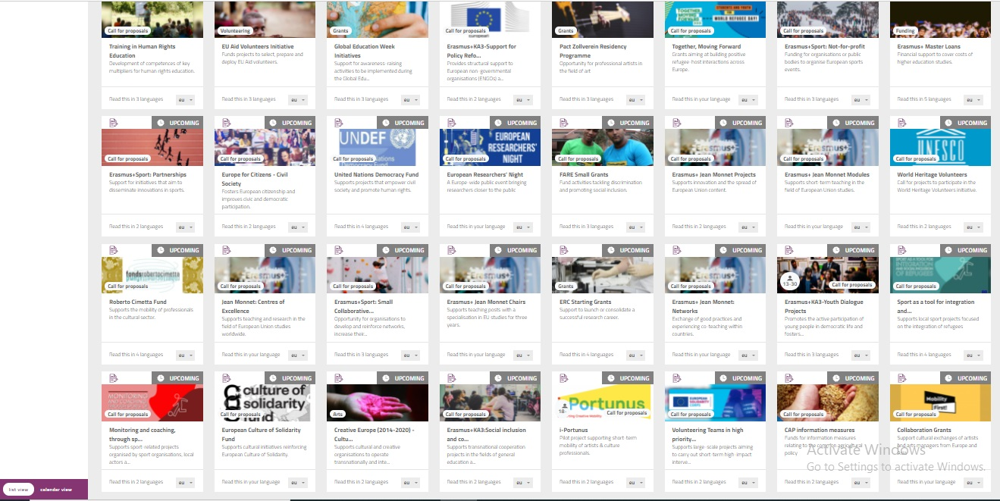 Call for proposals
Training in Human Rights
Education
Development of competences of key
multipliers for human rights education.
Read this in 3 languages
eu
Volunteering
EU Aid Volunteers Initiative
Funds projects to select, prepare and
deploy EU Aid volunteers.
Read this in 3 languages
eu
Grants
Global Education Week
Initiatives
Support for awareness-raising
activities to be implemented during
the Global Edu...
Read this in 3 languages
eu
Call for proposals
Erasmus+KA3-Support for
Policy Refo...
Provides structural support to
European non-governmental
organisations (ENGOs) a...
Read this in 2 languages
eu
Grants
Pact Zollverein Residency
Programme
Opportunity for professional artists in
the field of art
Read this in 3 languages
eu
TOGETHER
MOVING
FORWARD
WORLD REFUGEE DAY!
Call for proposals
Together, Moving Forward
Grants aiming at building positive
refugee-host interactions across
Europe.
Read this in your language
eu
Call for proposals
Erasmus+Sport: Not-for-profit
Funding for organisations or public
bodies to organise European sports
events.
Read this in 3 languages
eu
Funding
Erasmus+ Master Loans
Financial support to cover costs of
higher education studies.
Read this in 5 languages
eu
UPCOMING
Call for proposals
Erasmus+Sport: Partnerships
Support for initiatives that aim to
disseminate innovations in sports.
Read this in 2 languages
eu
UPCOMING
Call for proposals
Europe for Citizens - Civil
Society
Fosters European citizenship and
improves civic and democratic
participation.
Read this in 2 languages
eu
UPCOMING
UNDEF
Call for proposals
United Nations Democracy Fund
Supports projects that empower civil
society and promote human rights.
Read this in 4 languages
eu
UPCOMING
EUROPEAN
RESEARCHERS'
NIGHT
Call for proposals
European Researchers' Night
A Europe-wide public event bringing
researchers closer to the public
Read this in your language
eu
UPCOMING
Call for proposals
FARE Small Grants
Fund activities tackling discrimination
and promoting social inclusion.
Read this in 3 languages
eu
UPCOMING
Erasmus+
Call for proposals
Erasmus+ Jean Monnet Projects
Supports innovation and the spread of
European Union content.
Read this in 2 languages
eu
UPCOMING
Erasmus+
Call for proposals
Erasmus+ Jean Monnet Modules
Supports short-term teaching in the
field of European Union studies.
Read this in your language
eu
UPCOMING
UNESCO
Call for proposals
World Heritage Volunteers
Call for projects to participate in the
World Heritage Volunteers initiative.
Read this in 2 languages
eu
UPCOMING
fondsrobertocimetta
Call for proposals
Roberto Cimetta Fund
Supports the mobility of professionals
in the cultural sector.
Read this in 4 languages
eu
UPCOMING
Erasmus+
Call for proposals
Jean Monnet: Centres of
Excellence
Supports teaching and research in the
field of European Union studies
worldwide.
Read this in your language
eu
UPCOMING
Call for proposals
Erasmus+Sport: Small
Collaborative...
Opportunity for organisations to
develop and reinforce networks,
increase their...
Read this in 3 languages
eu
UPCOMING
Erasmus+
Call for proposals
Erasmus+ Jean Monnet Chairs
Supports teaching posts with a
specialisation in EU studies for three
years.
Read this in your language
eu
UPCOMING
Grants
ERC Starting Grants
Support to launch or consolidate a
successful research career.
Read this in 4 languages
eu
UPCOMING
Erasmus+
Call for proposals
Erasmus+ Jean Monnet:
Networks
Exchange of good practices and
experiencing co-teaching within
countries.
Read this in your language
eu
UPCOMING
13-30
Call for proposals
Erasmus+KA3-Youth Dialogue
Projects
Promotes the active participation of
young people in democratic life and
fosters...
Read this in 3 languages
eu
UPCOMING
Call for proposals
Sport as a tool for integration
and...
Supports local sport projects focused
on the integration of refugees
Read this in 4 languages
eu
UPCOMING
MONITORING
AND COACHING
Call for proposals
Monitoring and coaching,
through sp...
Supports sport-related projects
organised by sport organisations, local
actors a...
Read this in 2 languages
eu
UPCOMING
culture of
solidarity
fund
Call for proposals
European Culture of Solidarity
Fund
Supports cultural initiatives reinforcing
European Culture of Solidarity.
Read this in your language
eu
UPCOMING
Arts
Creative Europe (2014-2020) -
Cultu...
Supports cultural and creative
organisations to operate
transnationally and inte...
Read this in 2 languages
eu
UPCOMING
Call for proposals
Erasmus+KA3:Social inclusion
and co...
Supports transnational cooperation
projects in the fields of general
education a...
Read this in 2 languages
eu
UPCOMING
Portunus
18-
Call for proposals
i-Portunus
Pilot project supporting short-term
mobility of artists & culture
professionals.
Read this in 2 languages
eu
UPCOMING
EUROPEAN
SOLIDARITY
CORPS
Call for proposals
Volunteering Teams in high
priority...
Supports large-scale projects aiming
to carry out short-term high-impact
interve...
Read this in 2 languages
eu
UPCOMING
Call for proposals
CAP information measures
Funds for information measures
relating to the common agricultural
policy
Read this in 2 languages
eu
UPCOMING
Mobility
First!
Call for proposals
Collaboration Grants
Support cultural exchanges of artists
and arts managers from Europe and
Read this in your language
eu
Activate Windows
Go to Settings to activate Windows.
list view
calendar view